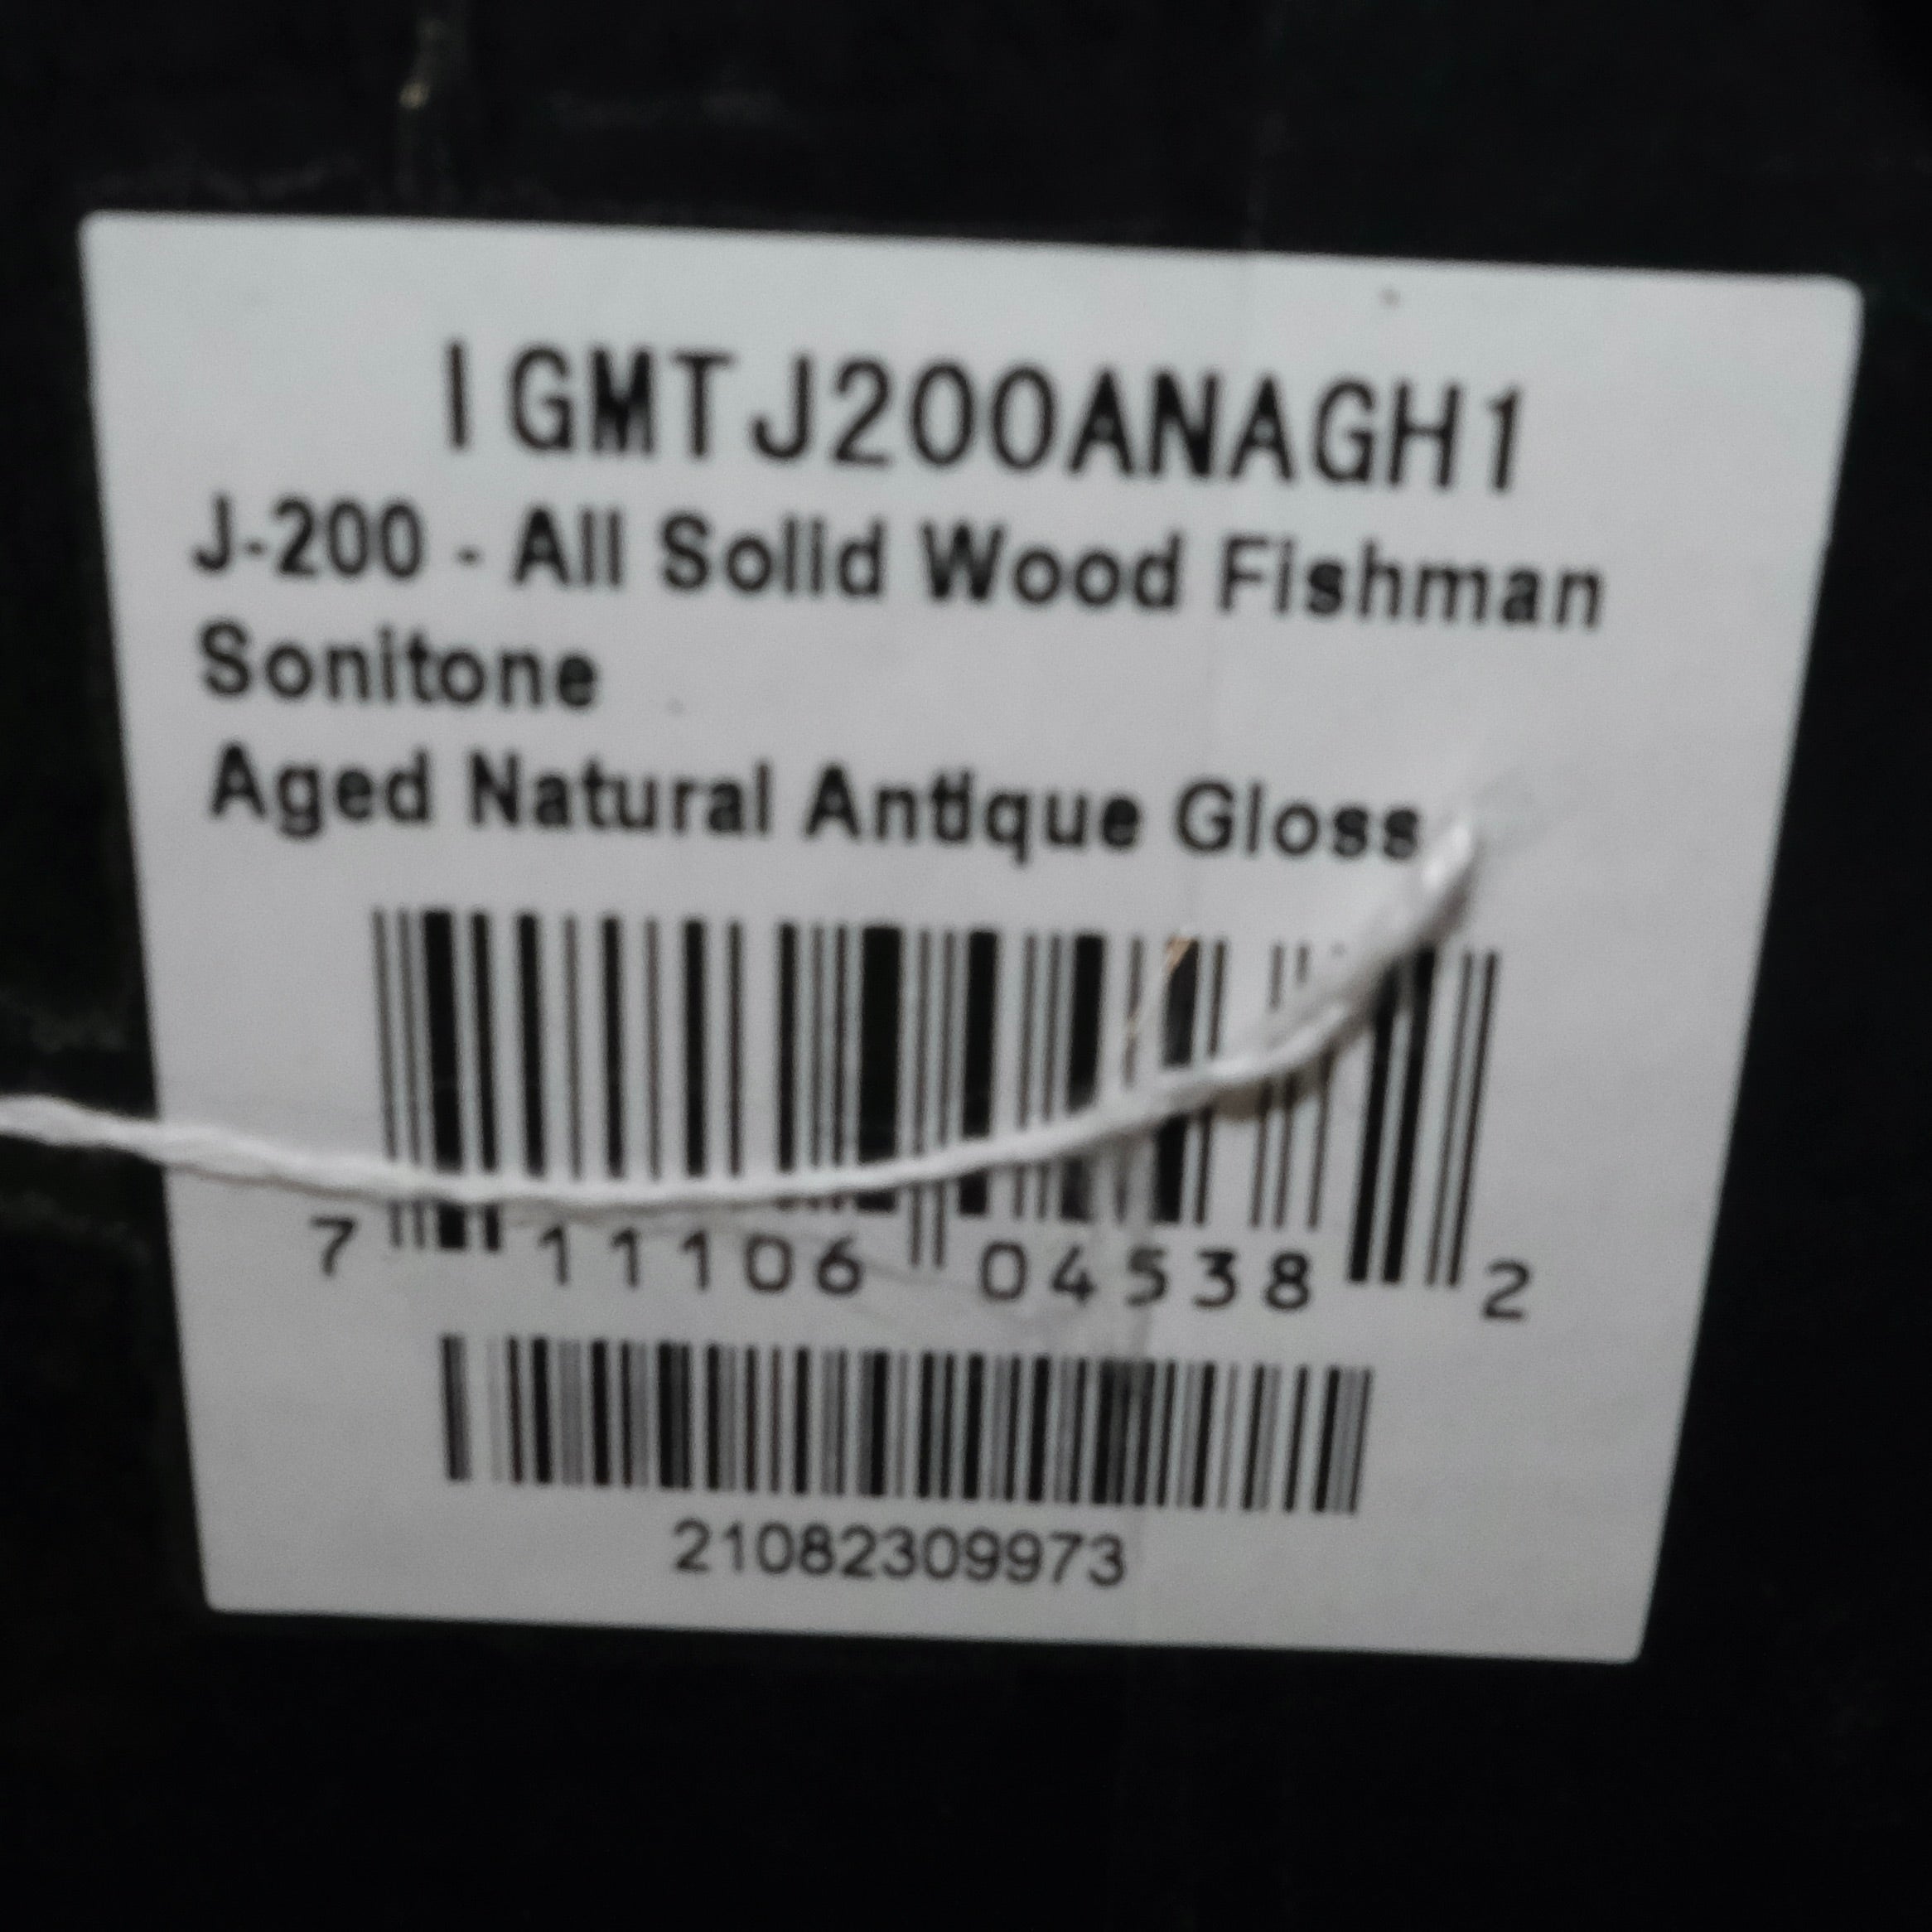 IGMTJ200ANAGH1
J-200 - All Solid Wood Fishman
Sonitone
Aged Natural Antique Gloss
7 11106 04538 2
21082309973